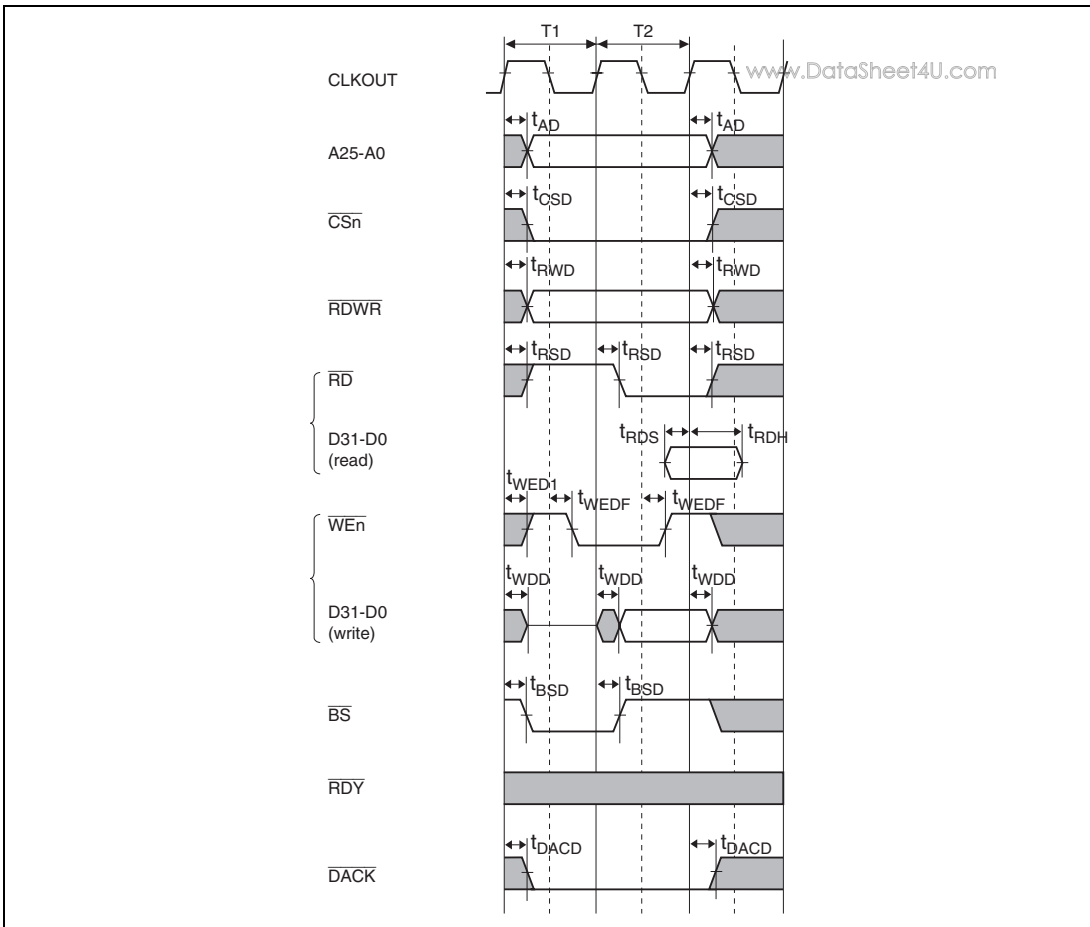 T1 T2
CLKOUT
www.DataSheet4U.com
tAD tAD
A25-A0
tCSD tCSD
CSn
tRWD tRWD
RDWR
tRSD tRSD tRSD
RD
tRDS tRDH
D31-D0
(read)
tWED1
tWEDF tWEDF
WEn
tWDD tWDD tWDD
D31-D0
(write)
tBSD tBSD
BS
RDY
tDACD tDACD
DACK